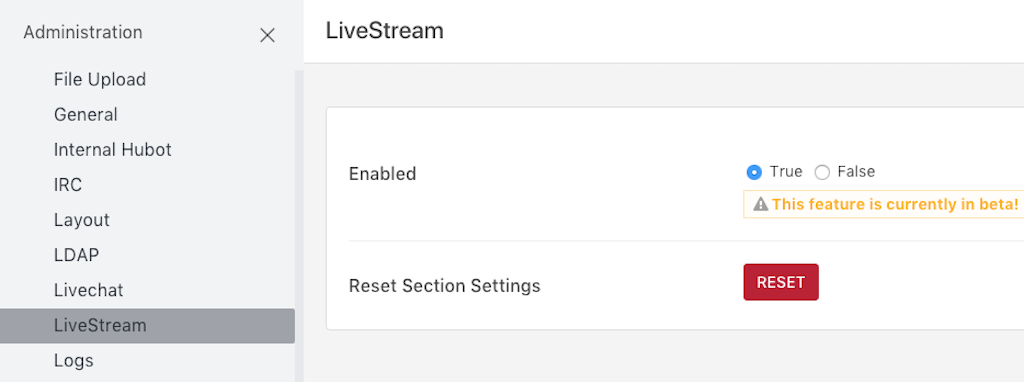 Administration
File Upload
General
Internal Hubot
IRC
Layout
LDAP
Livechat
LiveStream
Logs
LiveStream
Enabled
True False
This feature is currently in beta!
Reset Section Settings
RESET